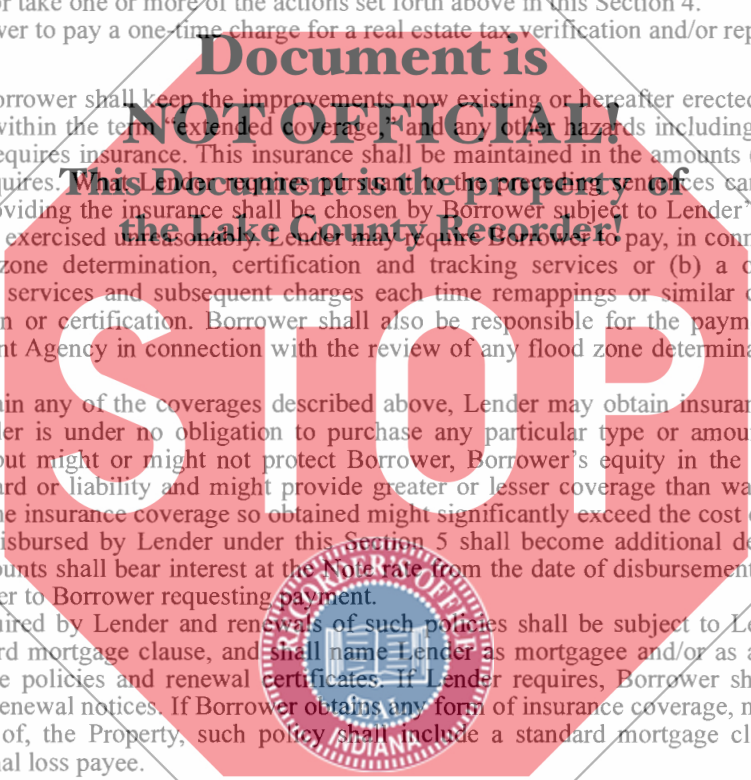 or take one or more of the actions set forth above in this Section 4.
wer to pay a one-time charge for a real estate tax verification and/or rep
Document is
orrower shall keep the improvements now existing or hereafter erected
NOT OFFICIAL!
within the term “extended coverage,” and any other hazards including
equires insurance. This insurance shall be maintained in the amounts
This Document is the property of
quires. What Lender requires pursuant to the preceding sentences ca
oviding the insurance shall be chosen by Borrower subject to Lender’
the Lake County Recorder!
exercised unreasonably. Lender may require Borrower to pay, in conn
zone determination, certification and tracking services or (b) a
services and subsequent charges each time remappings or similar
STOP
n or certification. Borrower shall also be responsible for the paym
nt Agency in connection with the review of any flood zone determina
ain any of the coverages described above, Lender may obtain insuran
der is under no obligation to purchase any particular type or amou
but might or might not protect Borrower, Borrower’s equity in the
ard or liability and might provide greater or lesser coverage than wa
he insurance coverage so obtained might significantly exceed the cost
isbursed by Lender under this Section 5 shall become additional de
ounts shall bear interest at the Note rate from the date of disbursement
er to Borrower requesting payment.
RECORDER'S OFFICE
uired by Lender and renewals of such policies shall be subject to Le
rd mortgage clause, and shall name Lender as mortgagee and/or as a
e policies and renewal certificates. If Lender requires, Borrower sh
enewal notices. If Borrower obtains any form of insurance coverage, n
SEAL
of, the Property, such policy shall include a standard mortgage cl
INDIANA
nal loss payee.